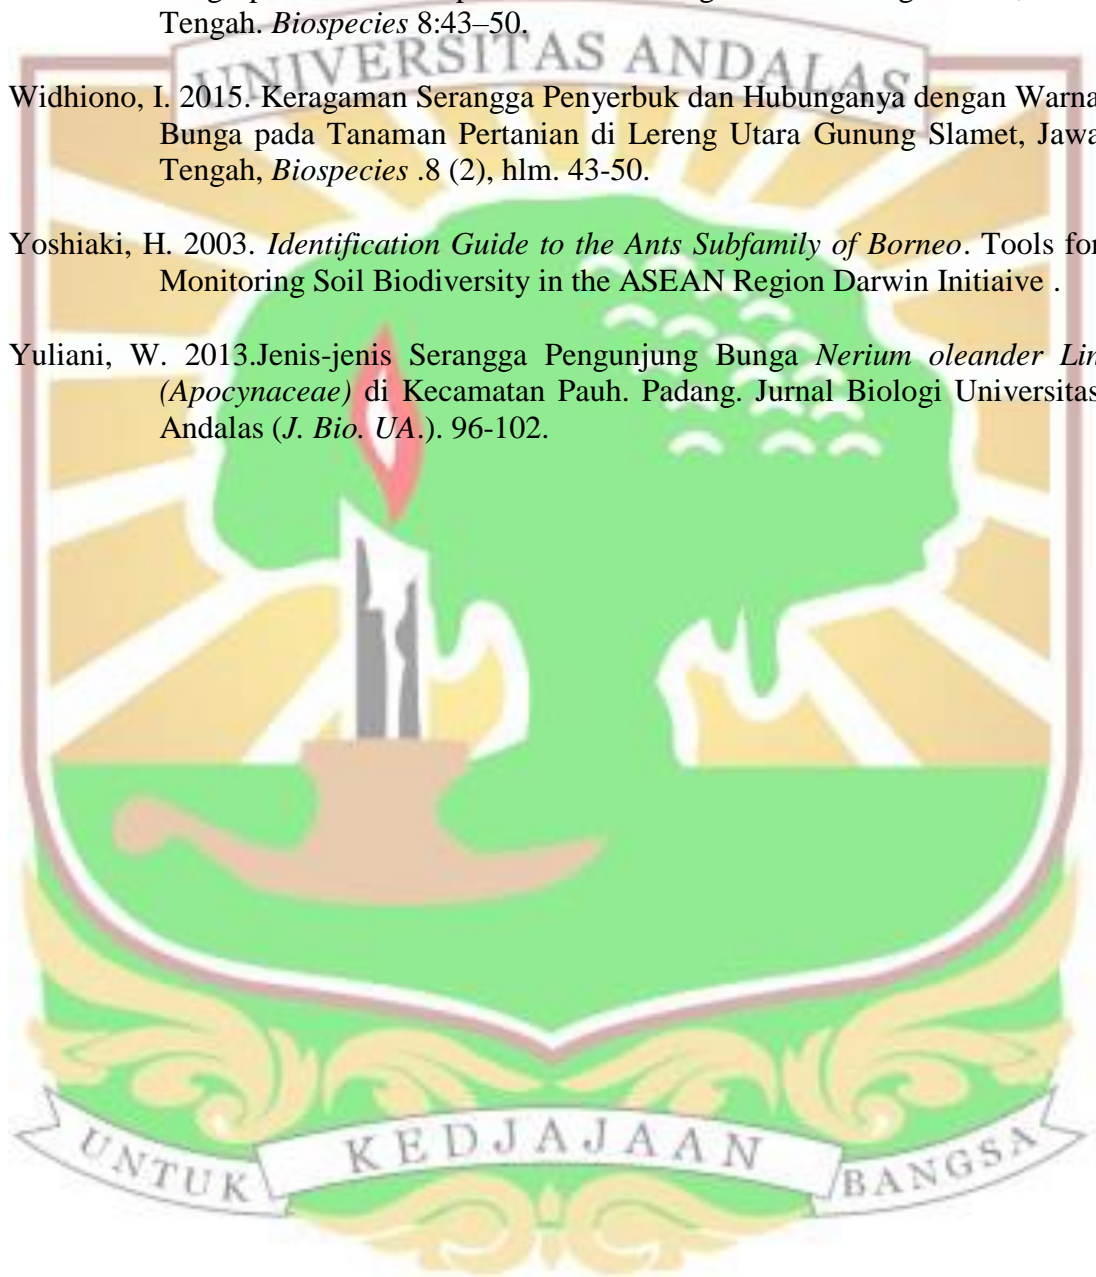 Tengah. Biospecies 8:43–50.
UNIVERSITAS ANDALAS
Widhiono, I. 2015. Keragaman Serangga Penyerbuk dan Hubunganya dengan Warna
Bunga pada Tanaman Pertanian di Lereng Utara Gunung Slamet, Jawa
Tengah, Biospecies .8 (2), hlm. 43-50.
Yoshiaki, H. 2003. Identification Guide to the Ants Subfamily of Borneo. Tools for
Monitoring Soil Biodiversity in the ASEAN Region Darwin Initiaive .
Yuliani, W. 2013.Jenis-jenis Serangga Pengunjung Bunga Nerium oleander Lin
(Apocynaceae) di Kecamatan Pauh. Padang. Jurnal Biologi Universitas
Andalas (J. Bio. UA.). 96-102.
UNTUK KEDJAJAAN BANGSA